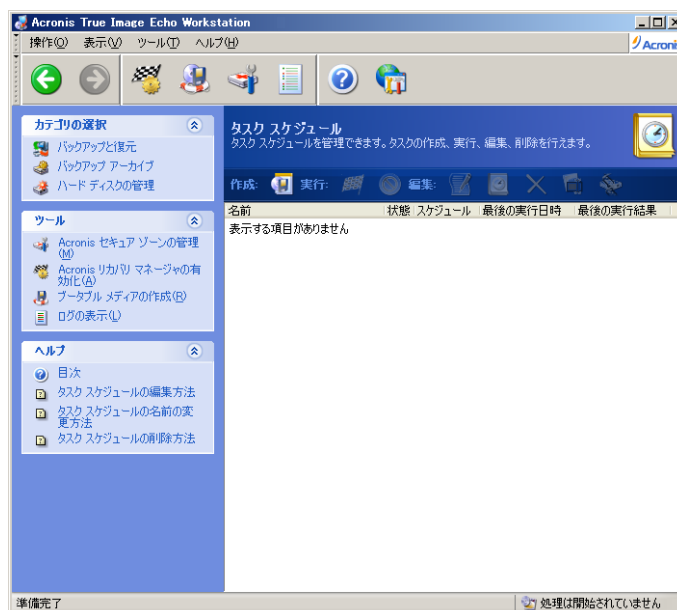 Acronis True Image Echo Workstation
操作(O) 表示(V) ツール(T) ヘルプ(H)
Acroni
カテゴリの選択
バックアップと復元
バックアップ アーカイブ
ハード ディスクの管理
ツール
Acronis セキュア ゾーンの管理
(M)
Acronis リカバリ マネージャの有
効化(A)
ブータブル メディアの作成(R)
ログの表示(L)
ヘルプ
目次
タスク スケジュールの編集方法
タスク スケジュールの名前の変
更方法
タスク スケジュールの削除方法
タスク スケジュール
タスク スケジュールを管理できます。タスクの作成、実行、編集、削除を行えます。
作成: 実行: 編集:
名前 状態 スケジュール 最後の実行日時 最後の実行結果
表示する項目がありません
準備完了 処理は開始されていません